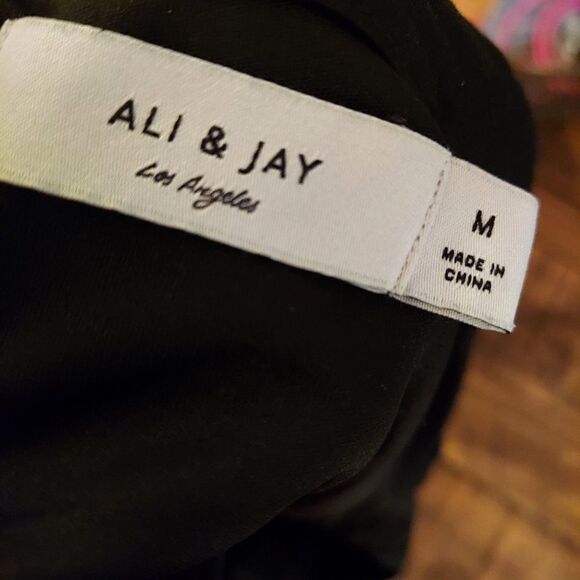 ALI & JAY
Los Angeles
M
MADE IN
CHINA